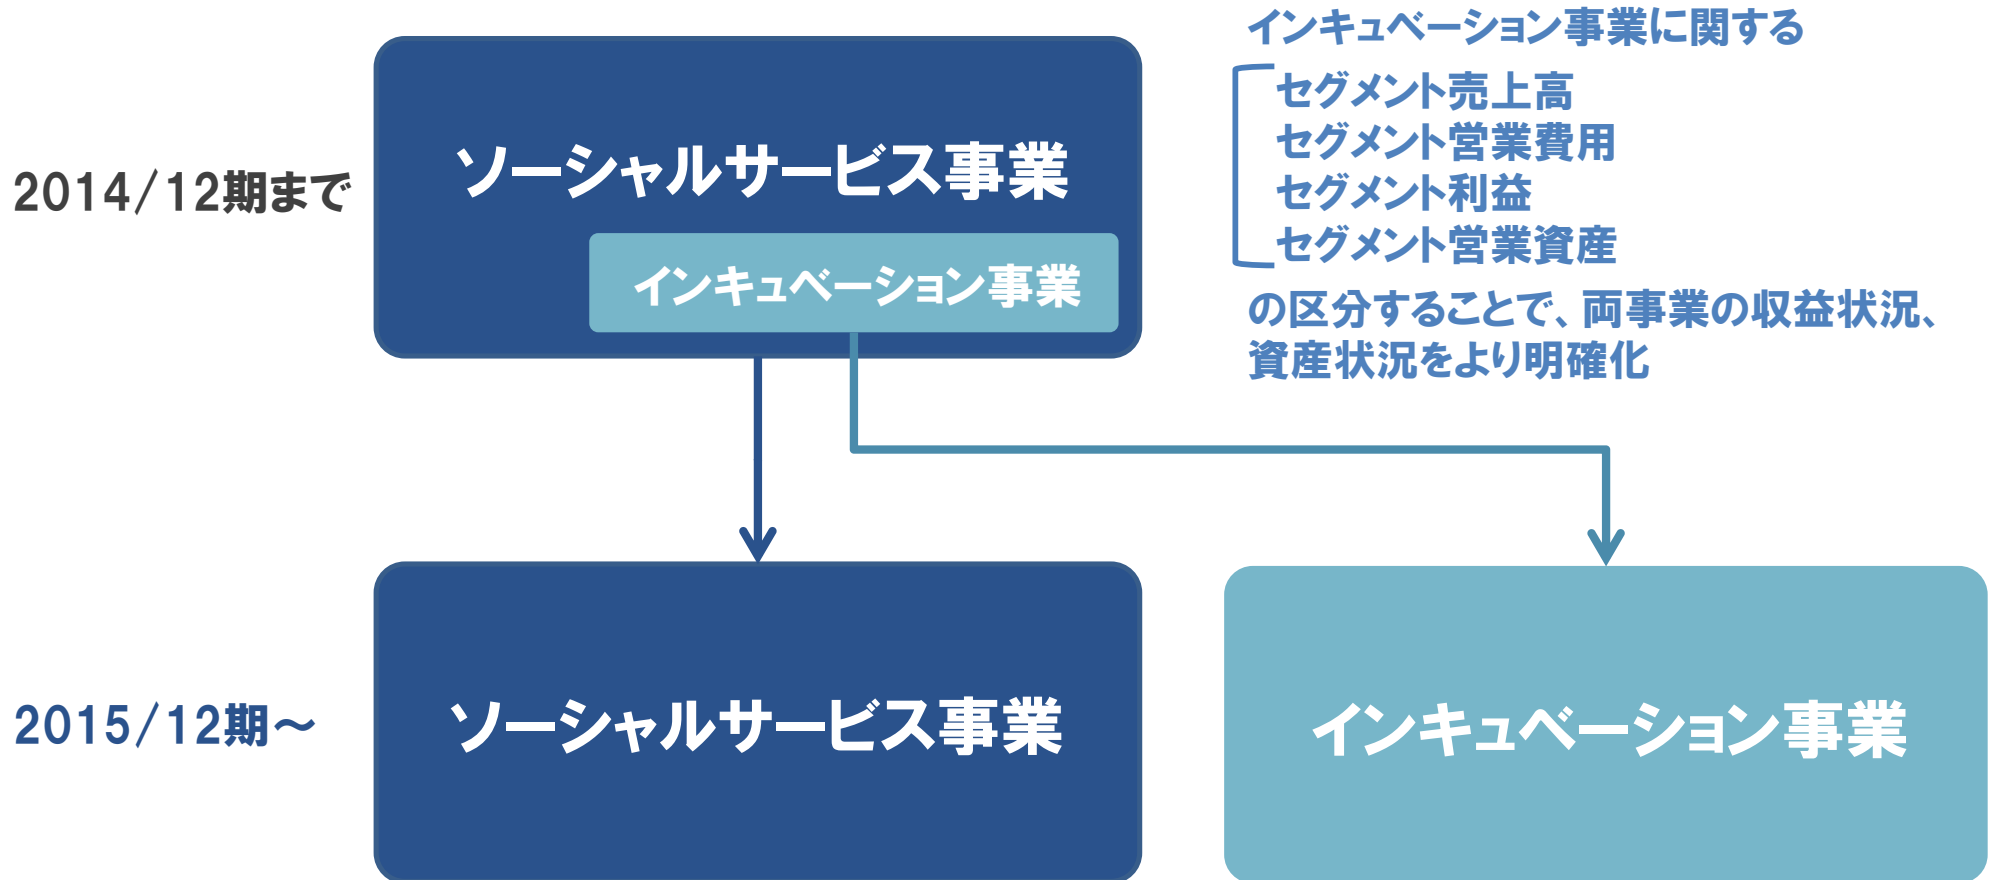 インキュベーション事業に関する
セグメント売上高
セグメント営業費用
セグメント利益
セグメント営業資産
の区分することで、両事業の収益状況、
資産状況をより明確化
2014/12期まで
ソーシャルサービス事業
インキュベーション事業
2015/12期～
ソーシャルサービス事業
インキュベーション事業